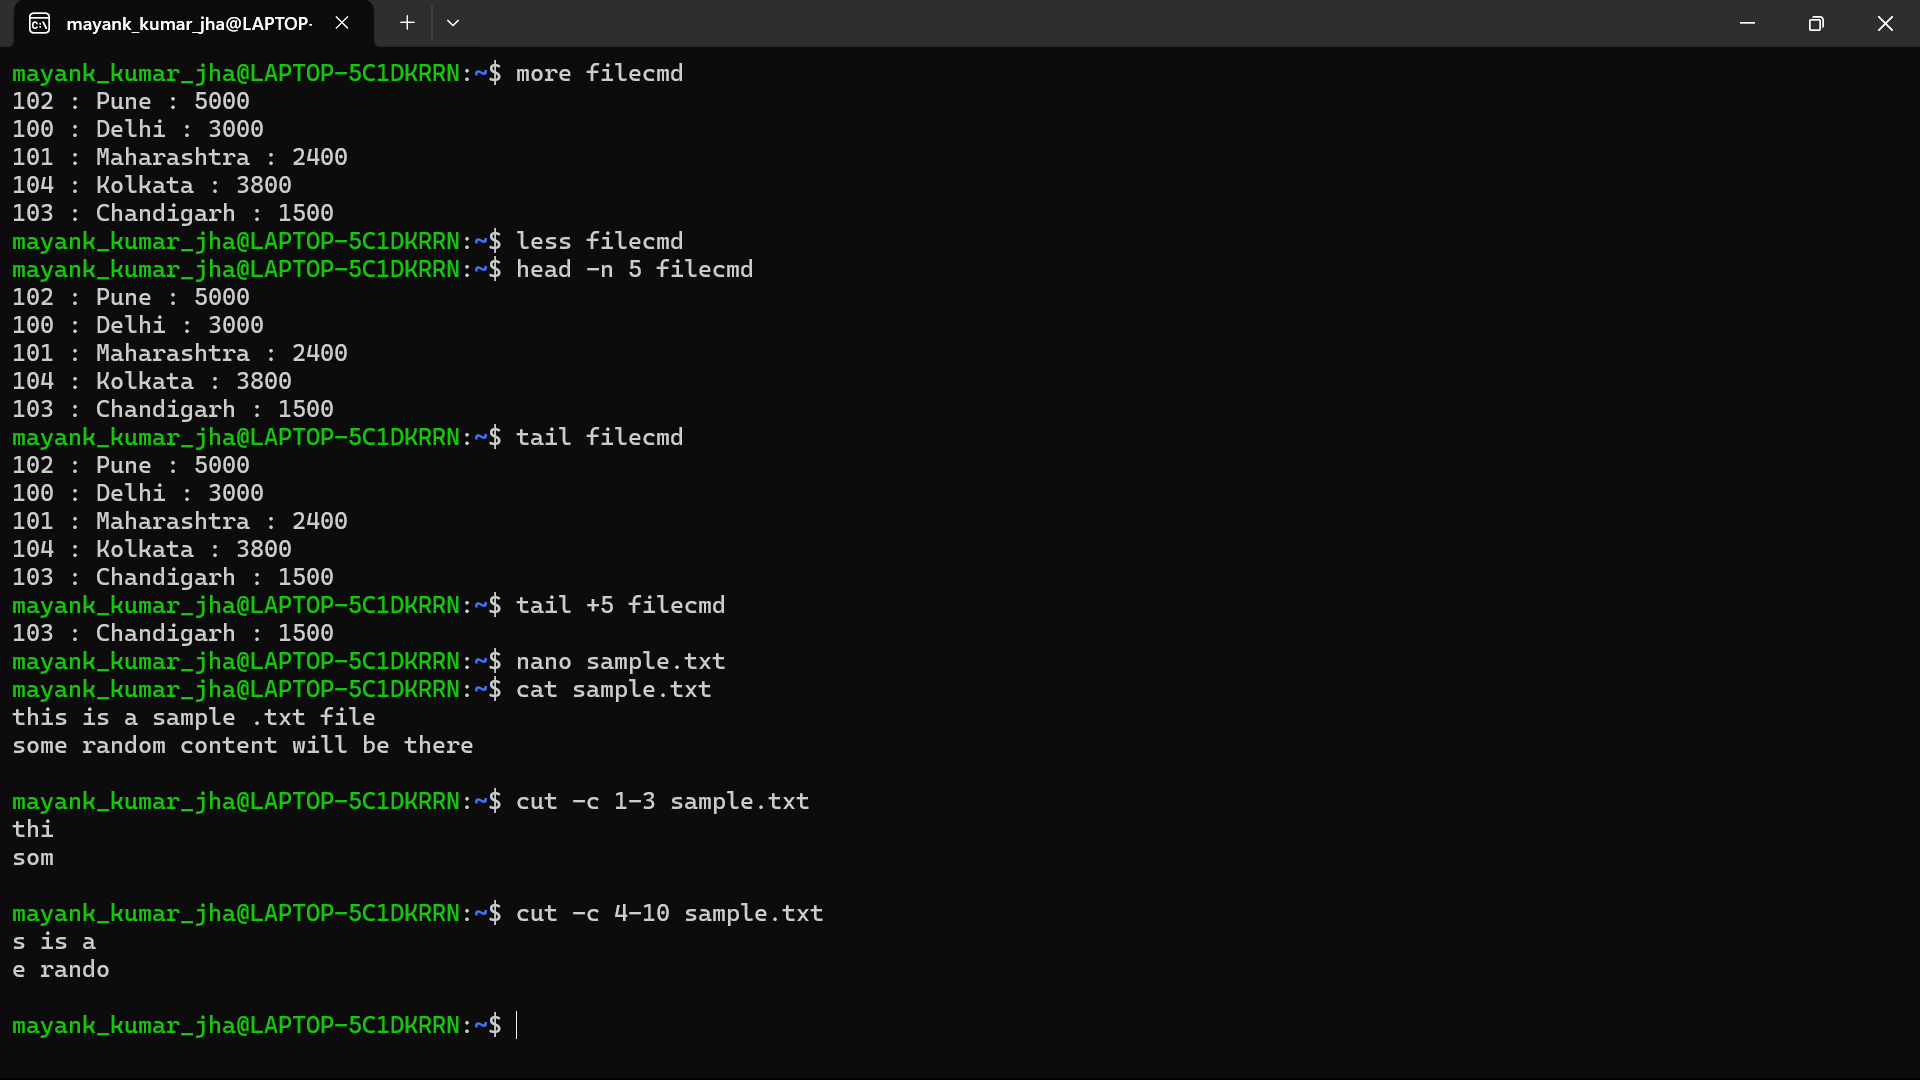 mayank_kumar_jha@LAPTOP-
mayank_kumar_jha@LAPTOP-5C1DKRRN:~$ more filecmd
102 : Pune : 5000
100 : Delhi : 3000
101 : Maharashtra : 2400
104 : Kolkata : 3800
103 : Chandigarh : 1500
mayank_kumar_jha@LAPTOP-5C1DKRRN:~$ less filecmd
mayank_kumar_jha@LAPTOP-5C1DKRRN:~$ head -n 5 filecmd
102 : Pune : 5000
100 : Delhi : 3000
101 : Maharashtra : 2400
104 : Kolkata : 3800
103 : Chandigarh : 1500
mayank_kumar_jha@LAPTOP-5C1DKRRN:~$ tail filecmd
102 : Pune : 5000
100 : Delhi : 3000
101 : Maharashtra : 2400
104 : Kolkata : 3800
103 : Chandigarh : 1500
mayank_kumar_jha@LAPTOP-5C1DKRRN:~$ tail +5 filecmd
103 : Chandigarh : 1500
mayank_kumar_jha@LAPTOP-5C1DKRRN:~$ nano sample.txt
mayank_kumar_jha@LAPTOP-5C1DKRRN:~$ cat sample.txt
this is a sample .txt file
some random content will be there

mayank_kumar_jha@LAPTOP-5C1DKRRN:~$ cut -c 1-3 sample.txt
thi
som

mayank_kumar_jha@LAPTOP-5C1DKRRN:~$ cut -c 4-10 sample.txt
s is a
e rando

mayank_kumar_jha@LAPTOP-5C1DKRRN:~$